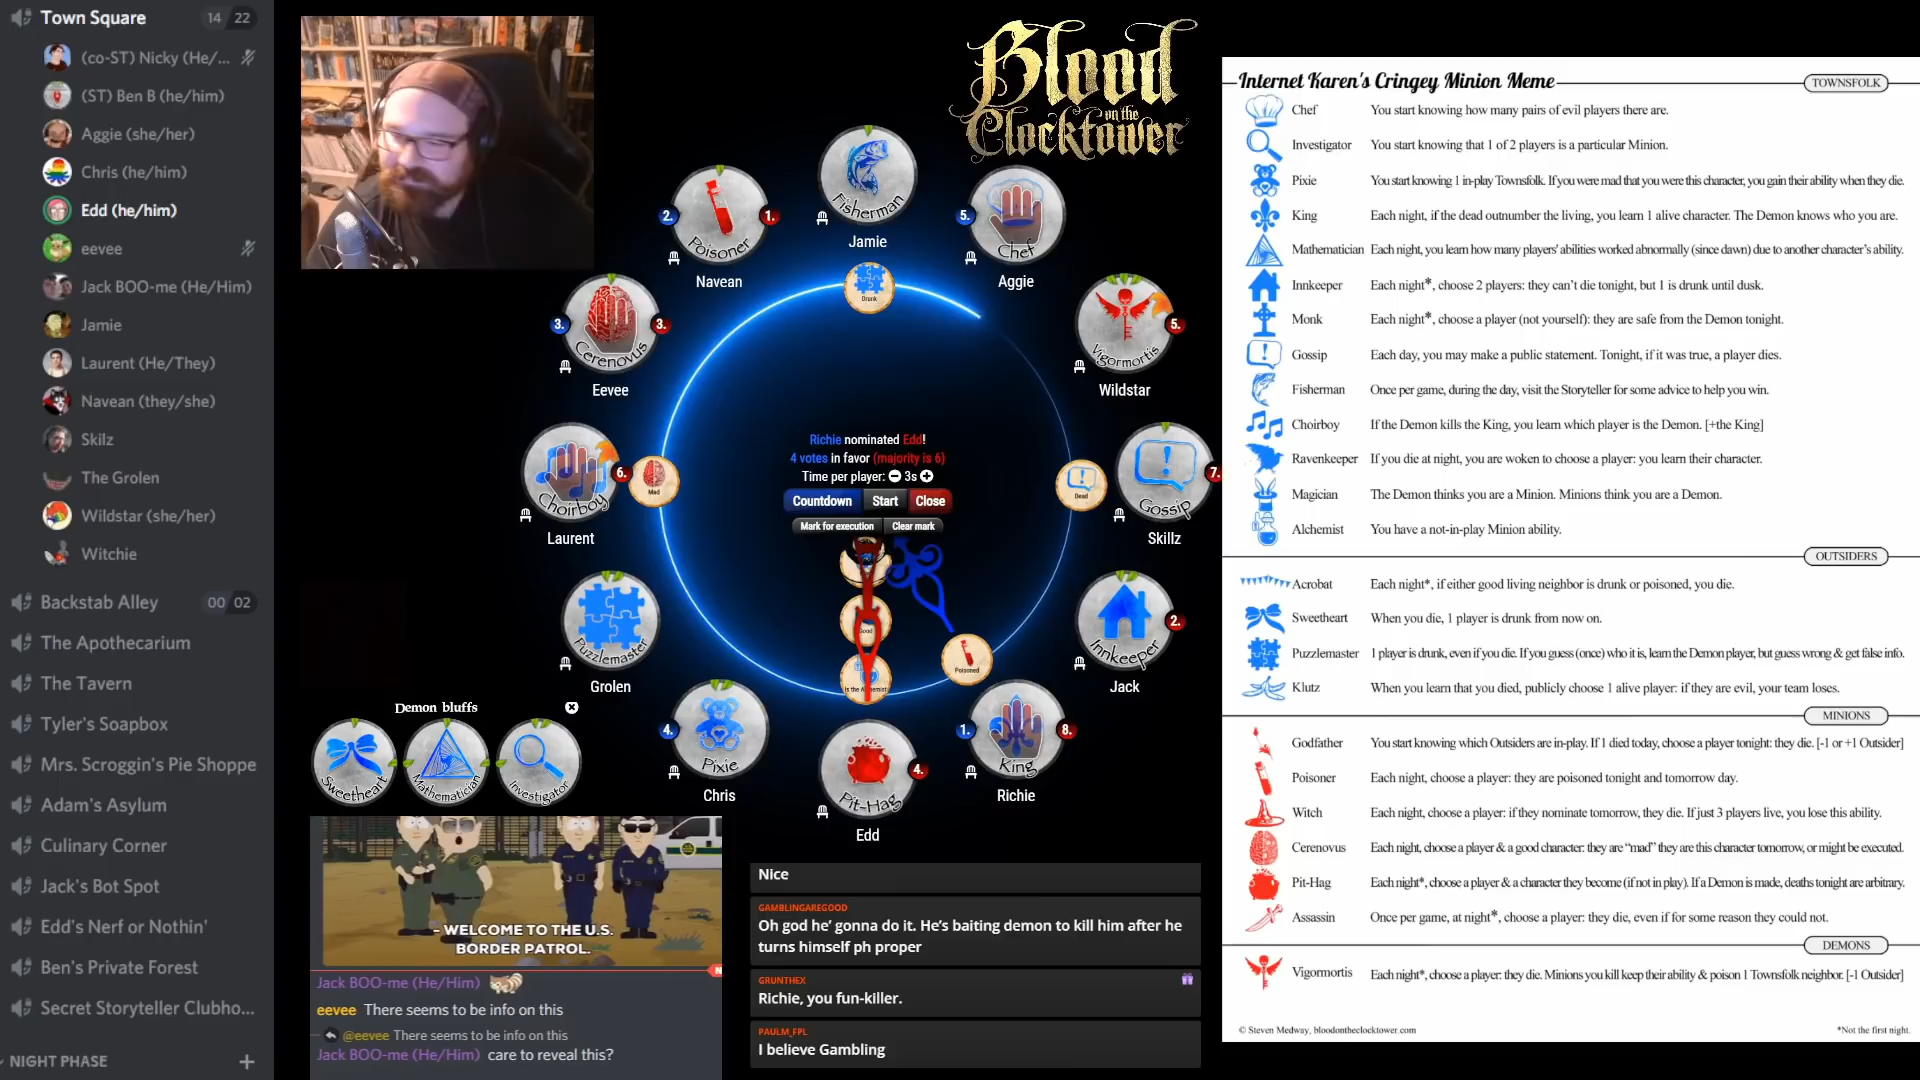 Town Square
14 22
(co-ST) Nicky (He/...
(ST) Ben B (he/him)
Aggie (she/her)
Chris (he/him)
Edd (he/him)
eevee
Jack BOO-me (He/Him)
Jamie
Laurent (He/They)
Navean (they/she)
Skilz
The Grolen
Wildstar (she/her)
Witchie
Backstab Alley
00 02
The Apothecarium
The Tavern
Tyler's Soapbox
Mrs. Scroggin's Pie Shoppe
Adam's Asylum
Culinary Corner
Jack's Bot Spot
Edd's Nerf or Nothin'
Ben's Private Forest
Secret Storyteller Clubho...
NIGHT PHASE
Blood
on the
Clocktower
Fisherman
Jamie
Drunk
2.
Poisoner
1.
Navean
5.
Chef
Aggie
3.
Cerenovus
3.
Eevee
Vigormortis
5.
Wildstar
Choirboy
6.
Mad
Laurent
Dead
Gossip
7.
Skillz
Richie nominated Edd!
4 votes in favor (majority is 6)
Time per player: 3s
Countdown
Start
Close
Mark for execution
Clear mark
Good
Is the Alchemist
Poisoned
Puzzlemaster
Grolen
Innkeeper
2.
Jack
4.
Pixie
Chris
Pit-Hag
4.
Edd
1.
King
8.
Richie
Demon bluffs
Sweetheart
Mathematician
Investigator
- WELCOME TO THE U.S.
BORDER PATROL.
Jack BOO-me (He/Him)
eevee There seems to be info on this
@eevee There seems to be info on this
Jack BOO-me (He/Him) care to reveal this?
Nice
GAMBLINGAREGOOD
Oh god he' gonna do it. He's baiting demon to kill him after he
turns himself ph proper
GRUNTHEX
Richie, you fun-killer.
PAULM_FPL
I believe Gambling
Internet Karen's Cringey Minion Meme
TOWNSFOLK
Chef You start knowing how many pairs of evil players there are.
Investigator You start knowing that 1 of 2 players is a particular Minion.
Pixie You start knowing 1 in-play Townsfolk. If you were mad that you were this character, you gain their ability when they die.
King Each night, if the dead outnumber the living, you learn 1 alive character. The Demon knows who you are.
Mathematician Each night, you learn how many players' abilities worked abnormally (since dawn) due to another character's ability.
Innkeeper Each night*, choose 2 players: they can't die tonight, but 1 is drunk until dusk.
Monk Each night*, choose a player (not yourself): they are safe from the Demon tonight.
Gossip Each day, you may make a public statement. Tonight, if it was true, a player dies.
Fisherman Once per game, during the day, visit the Storyteller for some advice to help you win.
Choirboy If the Demon kills the King, you learn which player is the Demon. [+the King]
Ravenkeeper If you die at night, you are woken to choose a player: you learn their character.
Magician The Demon thinks you are a Minion. Minions think you are a Demon.
Alchemist You have a not-in-play Minion ability.
OUTSIDERS
Acrobat Each night*, if either good living neighbor is drunk or poisoned, you die.
Sweetheart When you die, 1 player is drunk from now on.
Puzzlemaster 1 player is drunk, even if you die. If you guess (once) who it is, learn the Demon player, but guess wrong & get false info.
Klutz When you learn that you died, publicly choose 1 alive player: if they are evil, your team loses.
MINIONS
Godfather You start knowing which Outsiders are in-play. If 1 died today, choose a player tonight: they die. [-1 or +1 Outsider]
Poisoner Each night, choose a player: they are poisoned tonight and tomorrow day.
Witch Each night, choose a player: if they nominate tomorrow, they die. If just 3 players live, you lose this ability.
Cerenovus Each night, choose a player & a good character: they are "mad" they are this character tomorrow, or might be executed.
Pit-Hag Each night*, choose a player & a character they become (if not in play). If a Demon is made, deaths tonight are arbitrary.
Assassin Once per game, at night*, choose a player: they die, even if for some reason they could not.
DEMONS
Vigormortis Each night*, choose a player: they die. Minions you kill keep their ability & poison 1 Townsfolk neighbor. [-1 Outsider]
© Steven Medway, bloodontheclocktower.com
*Not the first night.